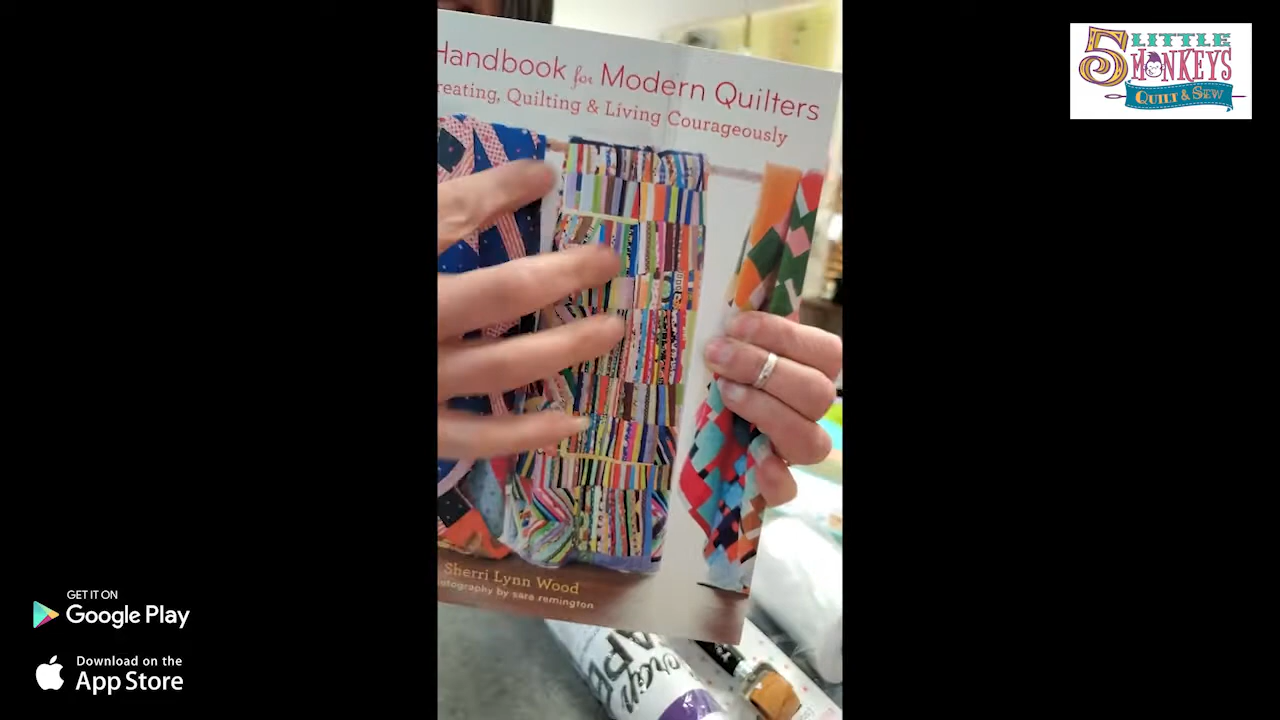 Handbook for Modern Quilters
reating, Quilting & Living Courageously
Sherri Lynn Wood
otography by sara remington
5 LITTLE
MONKEYS
QUILT & SEW
GET IT ON
Google Play
Download on the
App Store